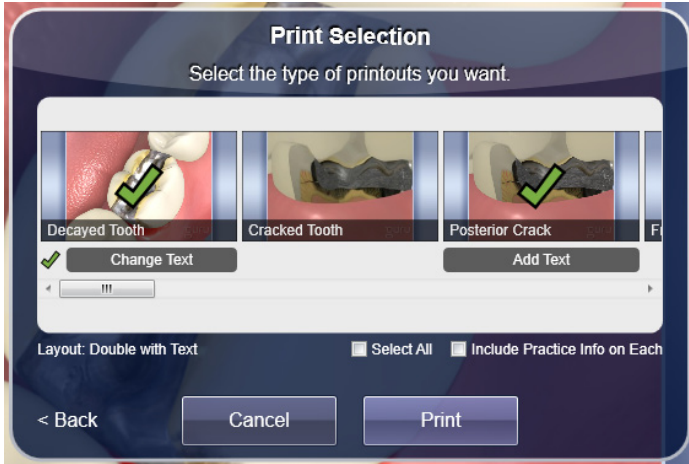 Print Selection
Select the type of printouts you want.
Decayed Tooth
Cracked Tooth
Posterior Crack
Change Text
Add Text
Layout: Double with Text
Select All
Include Practice Info on Each
< Back
Cancel
Print